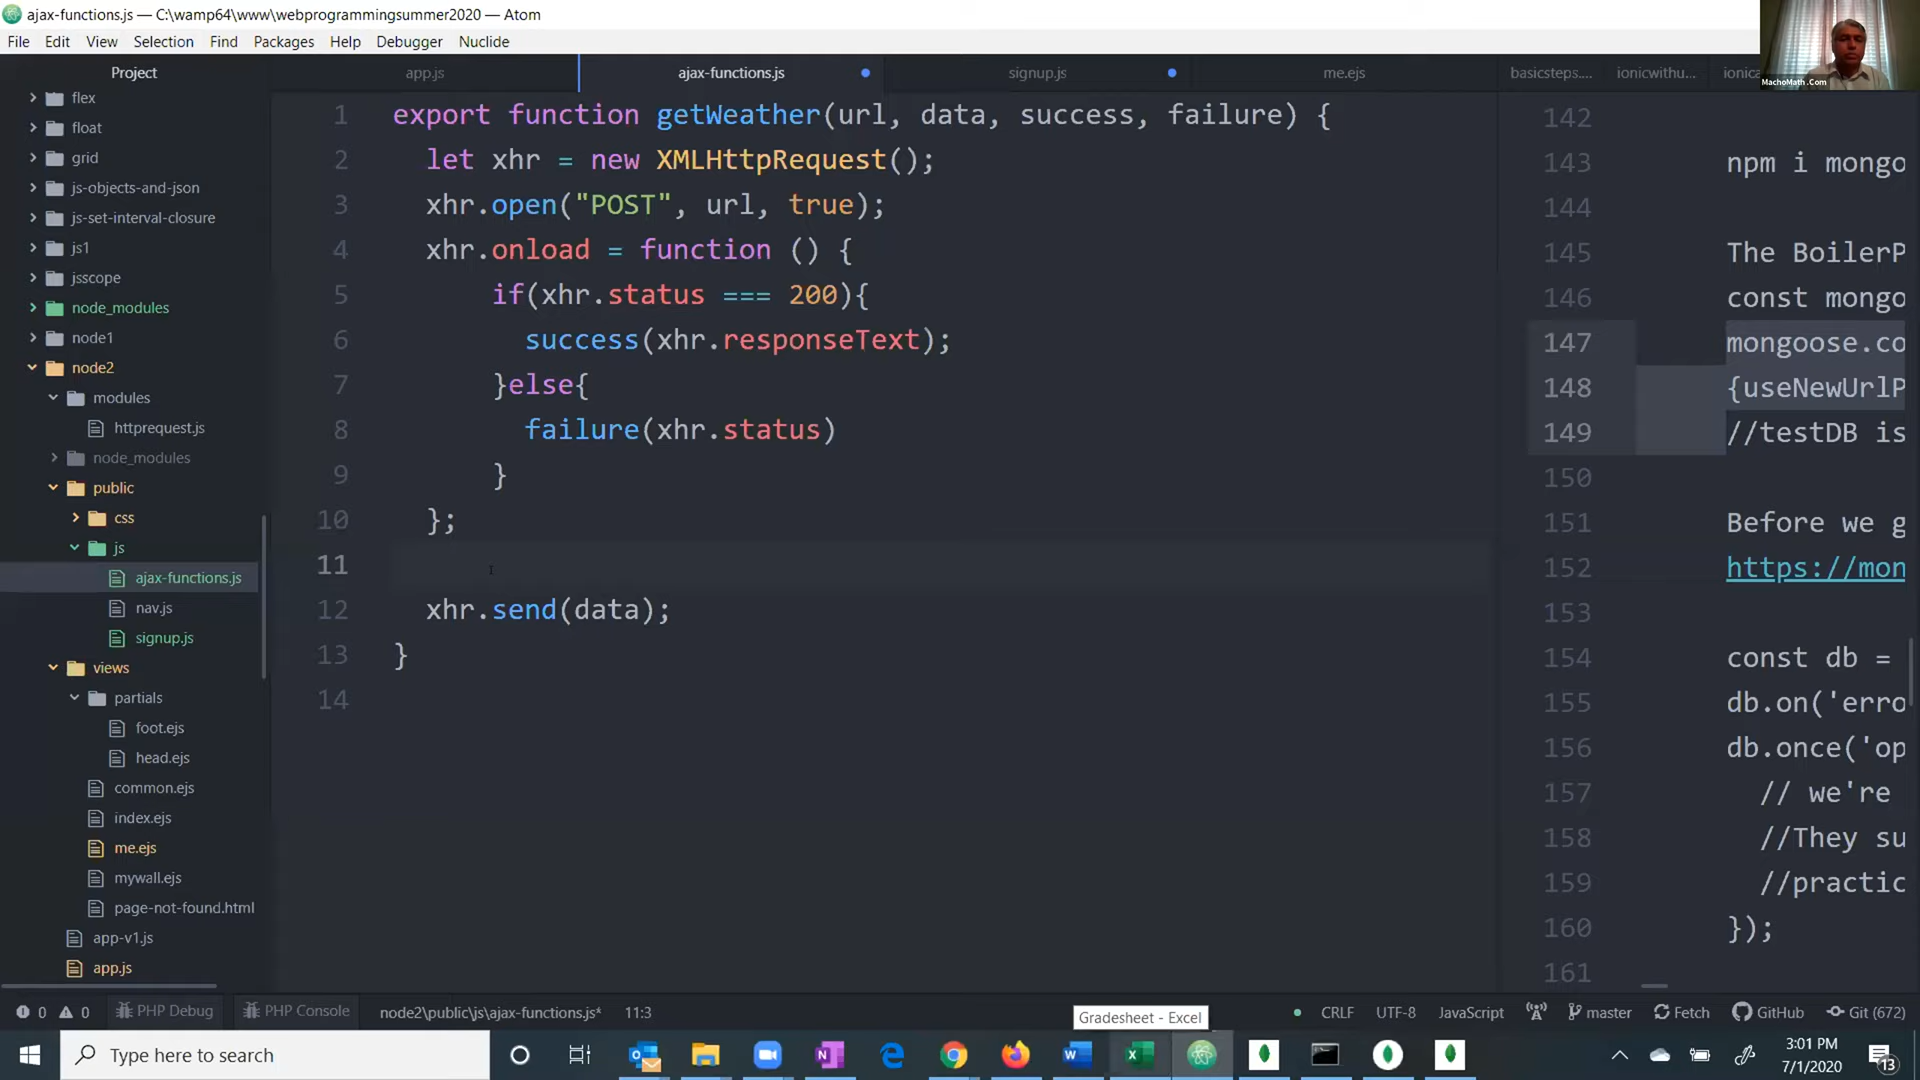 ajax-functions.js — C:\wamp64\www\webprogrammingsummer2020 — Atom
File Edit View Selection Find Packages Help Debugger Nuclide
MachoMath .Com
Project
app.js
ajax-functions.js
signup.js
me.ejs
basicsteps....
ionicwithu...
ionica
flex
float
grid
js-objects-and-json
js-set-interval-closure
js1
jsscope
node_modules
node1
node2
modules
httprequest.js
node_modules
public
css
js
ajax-functions.js
nav.js
signup.js
views
partials
foot.ejs
head.ejs
common.ejs
index.ejs
me.ejs
mywall.ejs
page-not-found.html
app-v1.js
app.js
1 export function getWeather(url, data, success, failure) {
2 let xhr = new XMLHttpRequest();
3 xhr.open("POST", url, true);
4 xhr.onload = function () {
5 if(xhr.status === 200){
6 success(xhr.responseText);
7 }else{
8 failure(xhr.status)
9 }
10 };
11
12 xhr.send(data);
13 }
14
142
143 npm i mongo
144
145 The BoilerP
146 const mongo
147 mongoose.co
148 {useNewUrlP
149 //testDB is
150
151 Before we g
152 https://mon
153
154 const db =
155 db.on('erro
156 db.once('op
157 // we're
158 //They su
159 //practic
160 });
161
0 0 PHP Debug PHP Console node2\public\js\ajax-functions.js* 11:3
Gradesheet - Excel
CRLF UTF-8 JavaScript master Fetch GitHub Git (672)
Type here to search
3:01 PM
7/1/2020
13